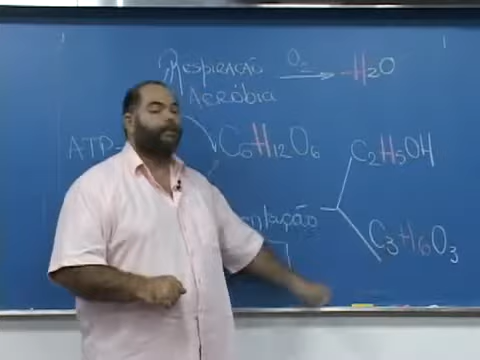 Respiração O₂ → H₂O
Aeróbia
ATP C₆H₁₂O₆
C₂H₅OH
C₃H₆O₃